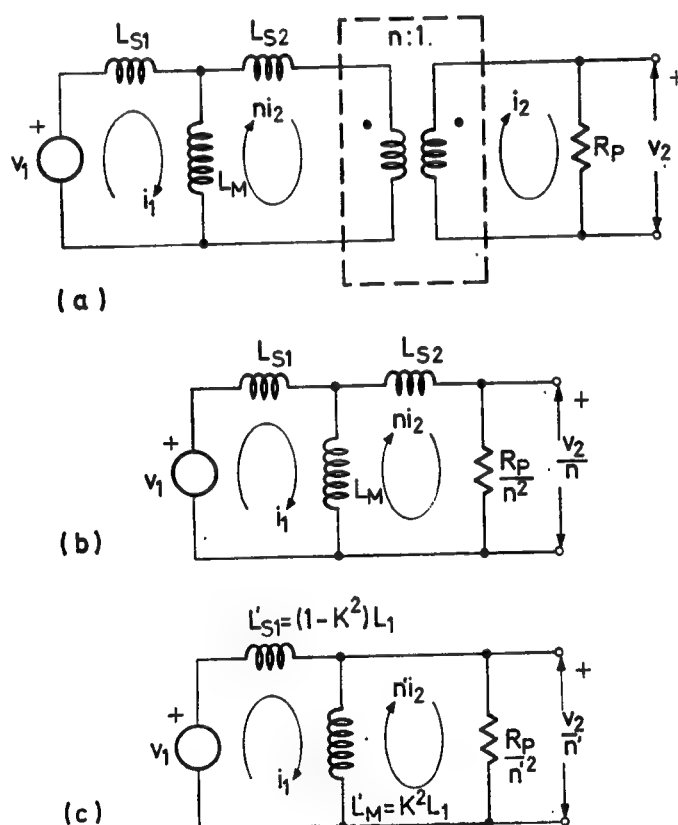 L_S1 L_S2 n:1.
+ v_1 i_1 L_M ni_2 i_2 R_P + v_2
(a)
L_S1 L_S2
+ v_1 i_1 L_M ni_2 R_P/n^2 + v_2/n
(b)
L'_S1=(1-K^2)L_1
+ v_1 i_1 n'i_2 R_P/n'^2 + v_2/n'
(c) L'_M=K^2L_1